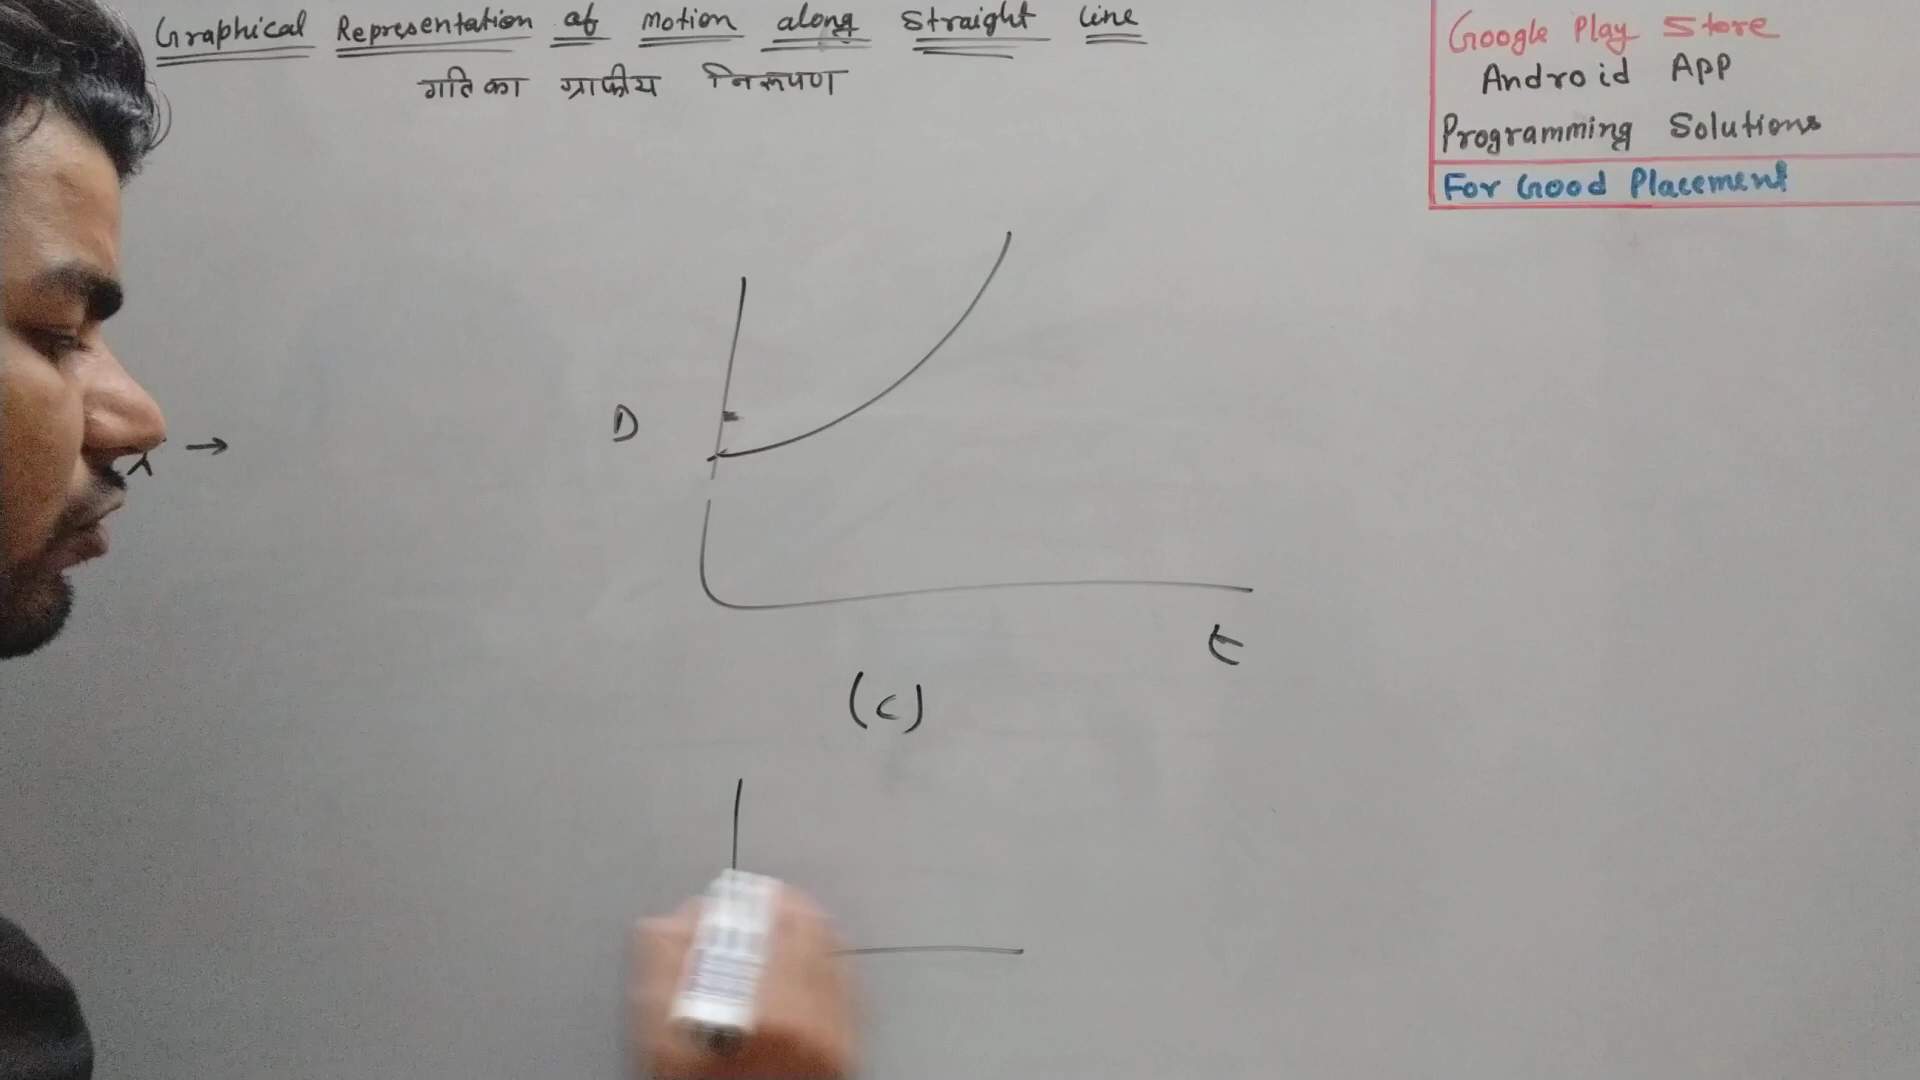 Graphical Representation of Motion along Straight line
गति का ग्राफीय निरूपण
Google Play Store
Android App
Programming Solutions
For Good Placement
D
t
(c)